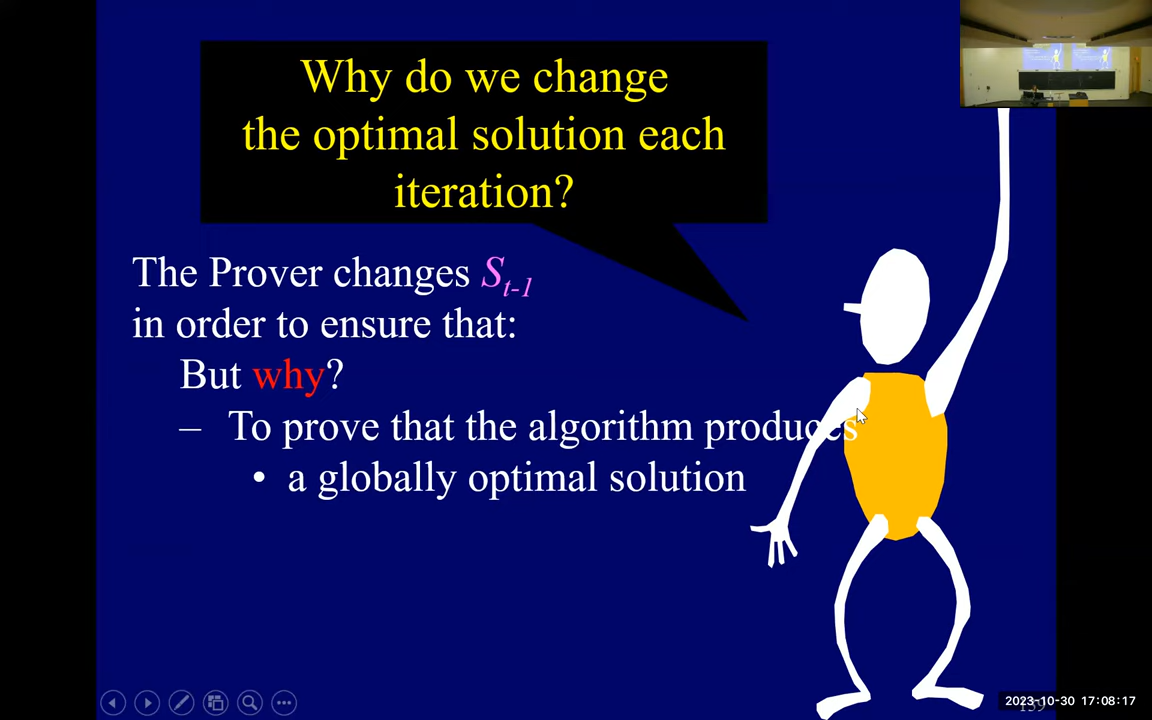 Why do we change
the optimal solution each
iteration?
The Prover changes St-1
in order to ensure that:
But why?
– To prove that the algorithm produces
• a globally optimal solution
2023-10-30 17:08:17